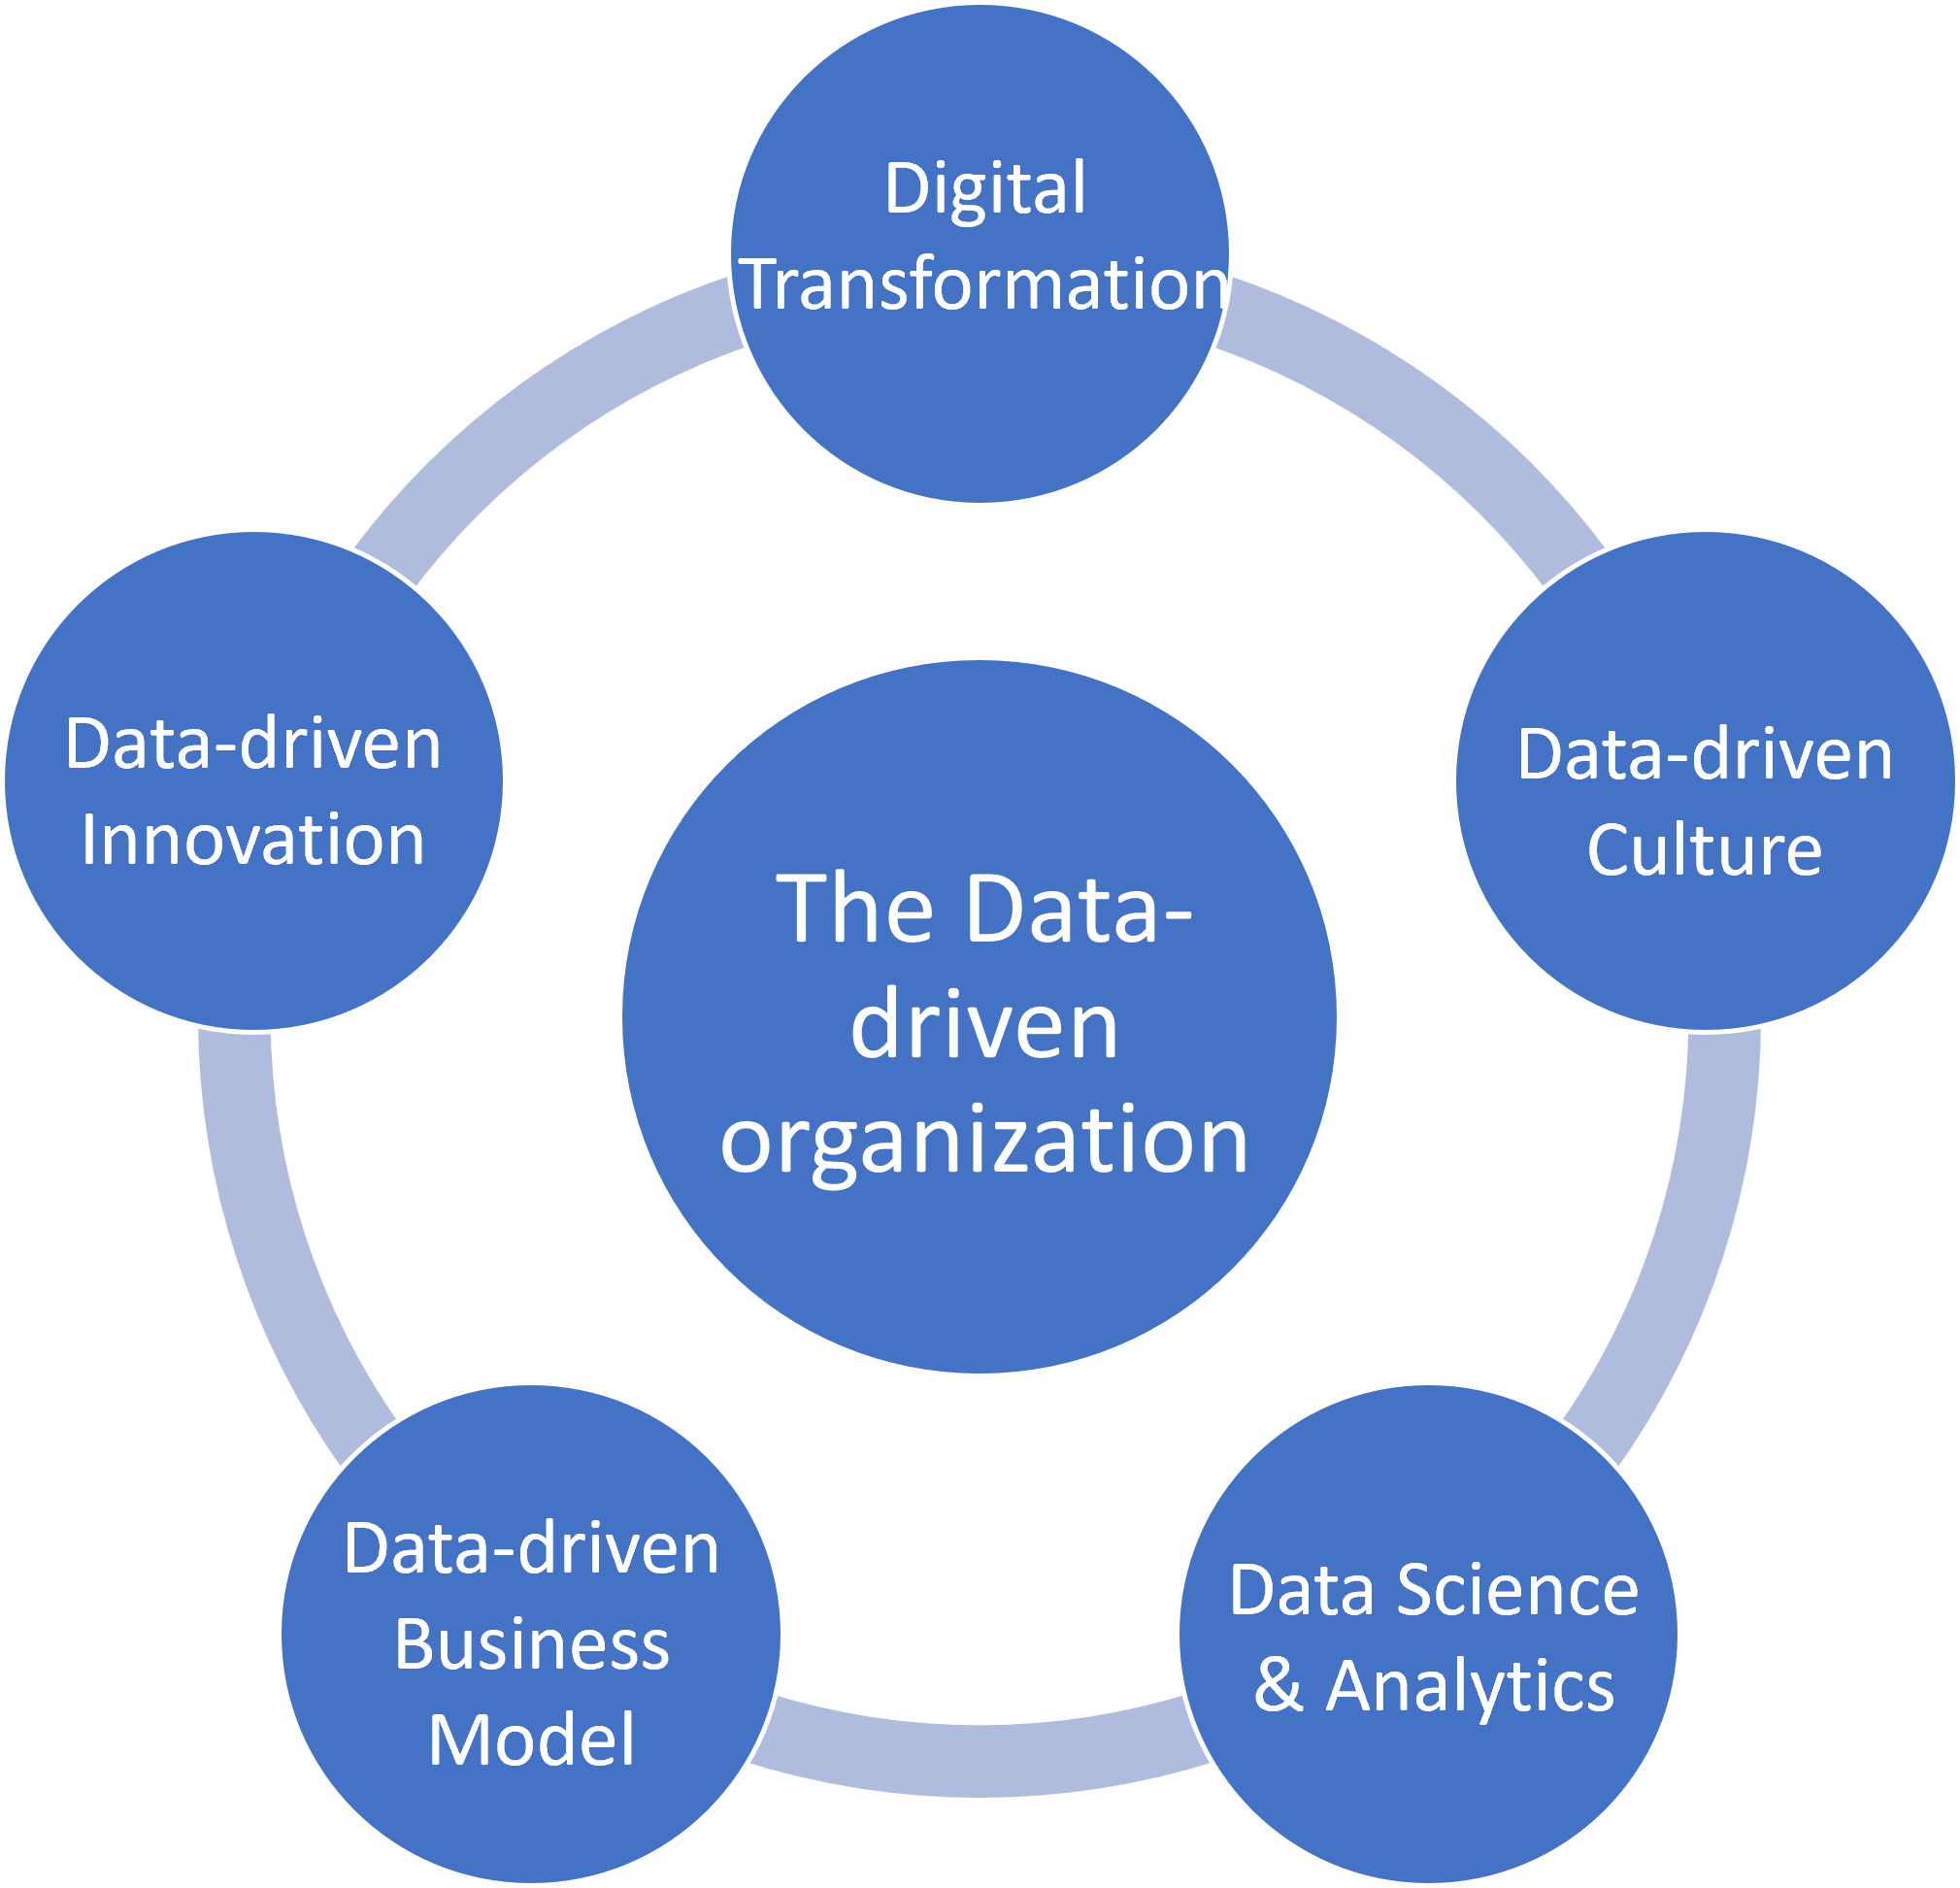 Digital
Transformation
Data-driven
Innovation
Data-driven
Culture
The Data-
driven
organization
Data-driven
Business
Model
Data Science
& Analytics